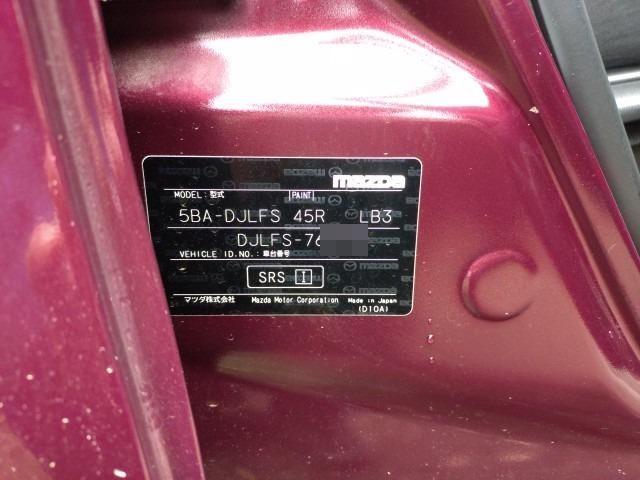 mazda
MODEL:型式 PAINT
5BA-DJLFS 45R LB3
DJLFS-76
VEHICLE ID.NO.:車台番号
SRS I
マツダ株式会社 Mazda Motor Corporation Made in Japan
(D10A)
C